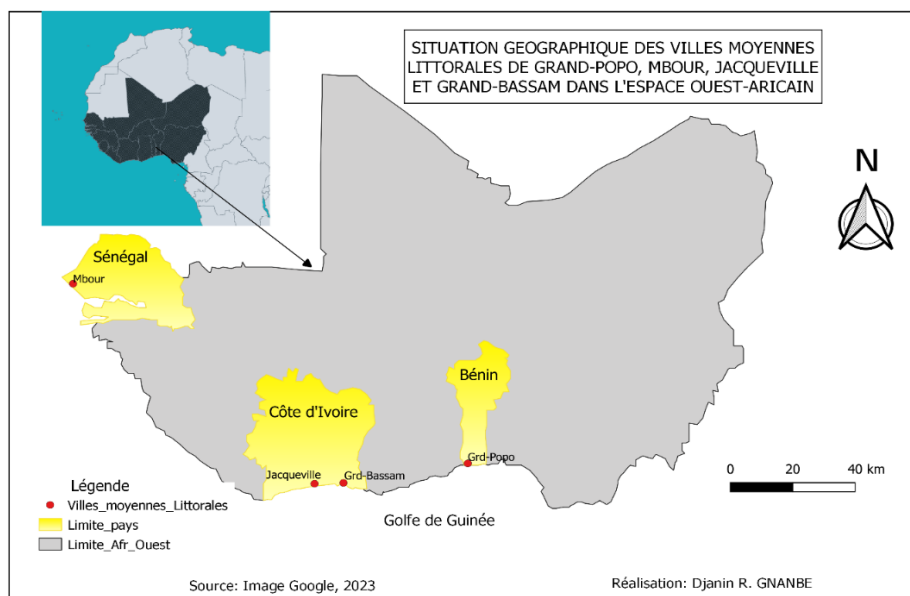 SITUATION GEOGRAPHIQUE DES VILLES MOYENNES
LITTORALES DE GRAND-POPO, MBOUR, JACQUEVILLE
ET GRAND-BASSAM DANS L'ESPACE OUEST-ARICAIN
N
Sénégal
Mbour
Bénin
Côte d'Ivoire
Grd-Popo
Jacqueville
Grd-Bassam
0 20 40 km
Légende
Villes_moyennes_Littorales
Limite_pays
Limite_Afr_Ouest
Golfe de Guinée
Source: Image Google, 2023
Réalisation: Djanin R. GNANBE